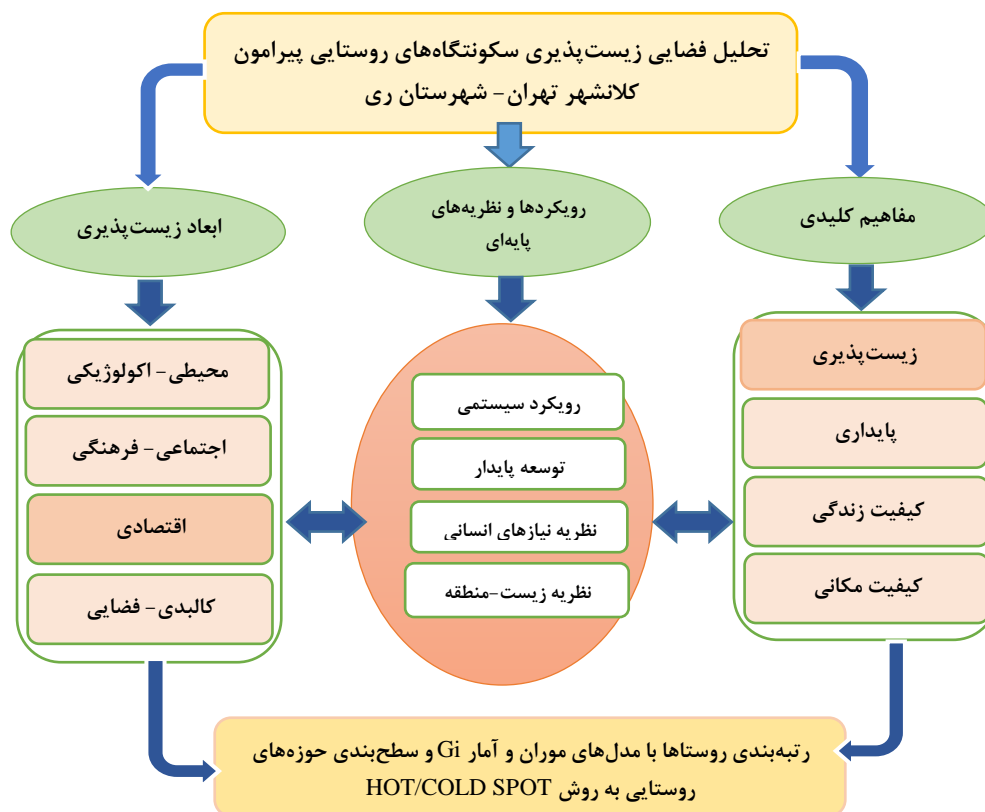 تحلیل فضایی زیست‌پذیری سکونتگاه‌های روستایی پیرامون
کلانشهر تهران- شهرستان ری
مفاهیم کلیدی
رویکردها و نظریه‌های
پایه‌ای
ابعاد زیست‌پذیری
زیست‌پذیری
پایداری
کیفیت زندگی
کیفیت مکانی
رویکرد سیستمی
توسعه پایدار
نظریه نیازهای انسانی
نظریه زیست-منطقه
محیطی- اکولوژیکی
اجتماعی- فرهنگی
اقتصادی
کالبدی- فضایی
رتبه‌بندی روستاها با مدل‌های موران و آمار Gi و سطح‌بندی حوزه‌های
روستایی به روش HOT/COLD SPOT